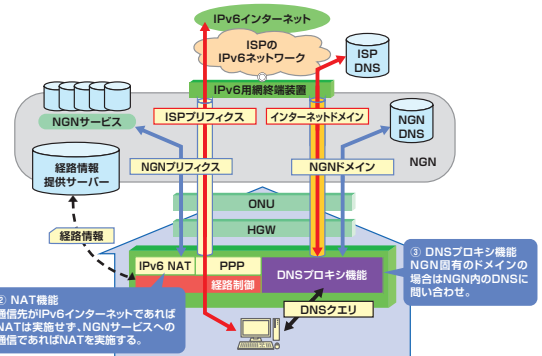 IPv6インターネット
ISPの
IPv6ネットワーク
ISP
DNS
IPv6用網終端装置
NGNサービス
ISPプリフィクス
インターネットドメイン
NGN
DNS
NGNプリフィクス
NGNドメイン
NGN
経路情報
提供サーバー
ONU
HGW
経路情報
IPv6 NAT
PPP
経路制御
DNSプロキシ機能
③ DNSプロキシ機能
NGN固有のドメインの
場合はNGN内のDNSに
問い合わせ。
② NAT機能
通信先がIPv6インターネットであれば
NATは実施せず、NGNサービスへの
通信であればNATを実施する。
DNSクエリ